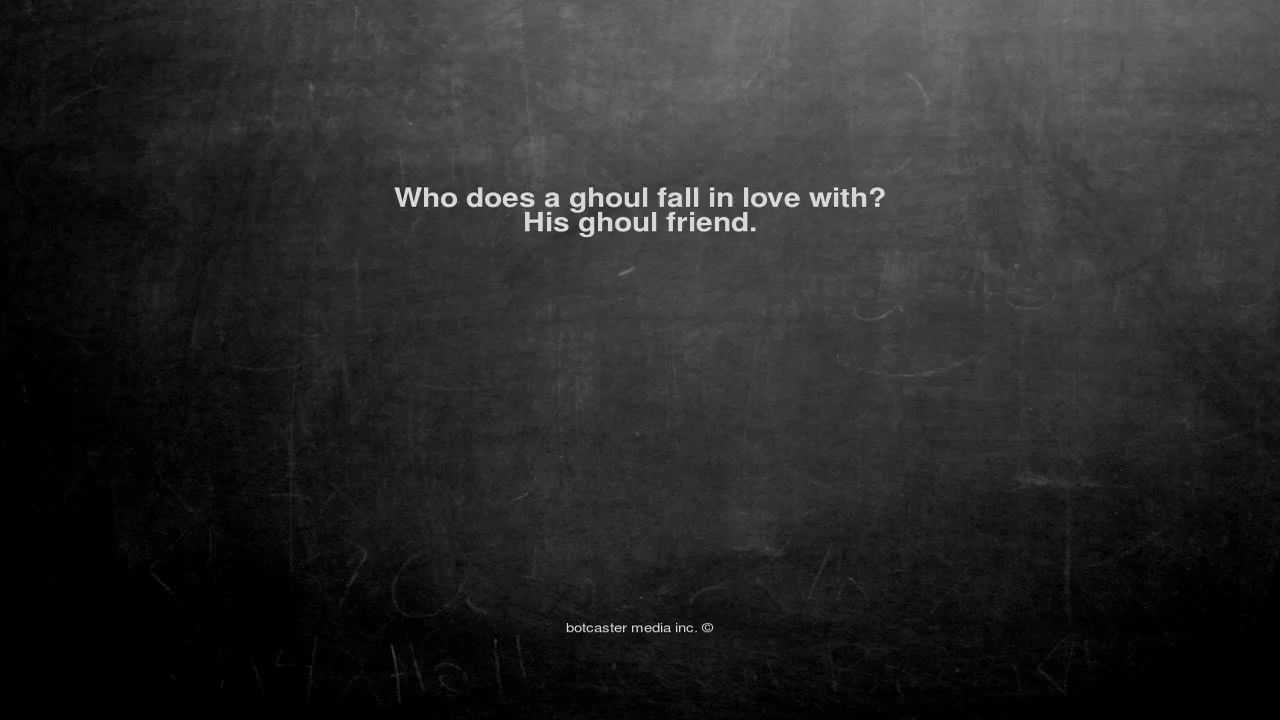 Who does a ghoul fall in love with?
His ghoul friend.
botcaster media inc. ©